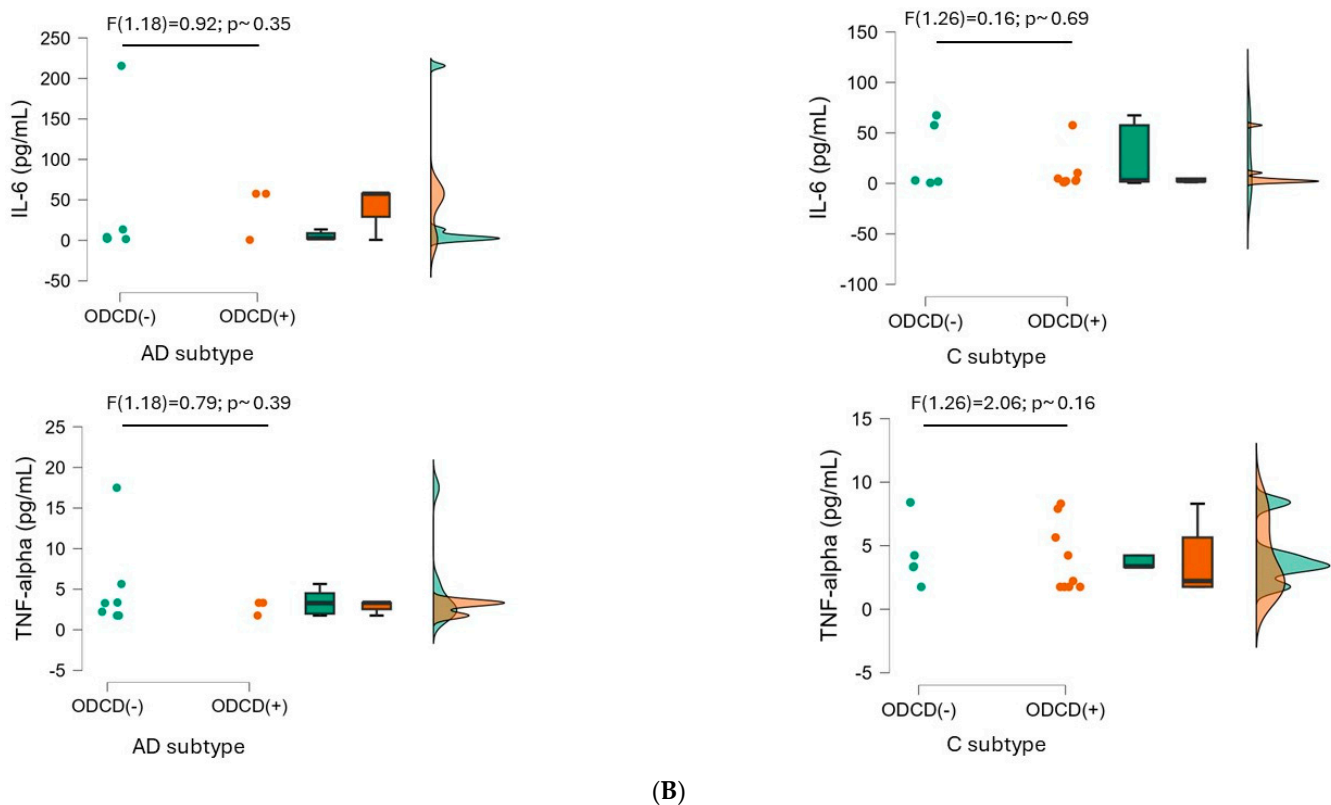 F(1.18)=0.92; p~ 0.35
250
200
150
100
50
0
-50
IL-6 (pg/mL)
ODCD(-) ODCD(+)
AD subtype
F(1.26)=0.16; p~ 0.69
150
100
50
0
-50
-100
IL-6 (pg/mL)
ODCD(-) ODCD(+)
C subtype
F(1.18)=0.79; p~ 0.39
25
20
15
10
5
0
-5
TNF-alpha (pg/mL)
ODCD(-) ODCD(+)
AD subtype
F(1.26)=2.06; p~ 0.16
15
10
5
0
-5
TNF-alpha (pg/mL)
ODCD(-) ODCD(+)
C subtype
(B)